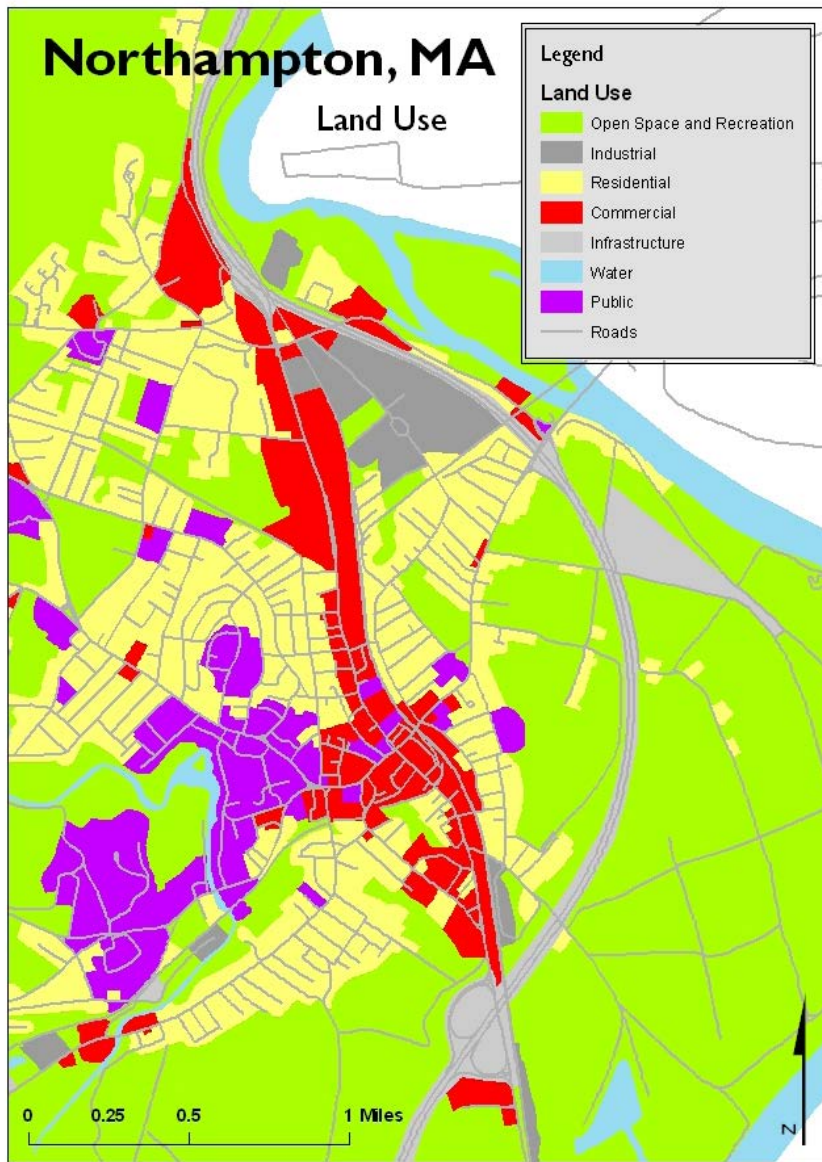 Northampton, MA
Land Use
Legend
Land Use
Open Space and Recreation
Industrial
Residential
Commercial
Infrastructure
Water
Public
Roads
0 0.25 0.5 1 Miles
N